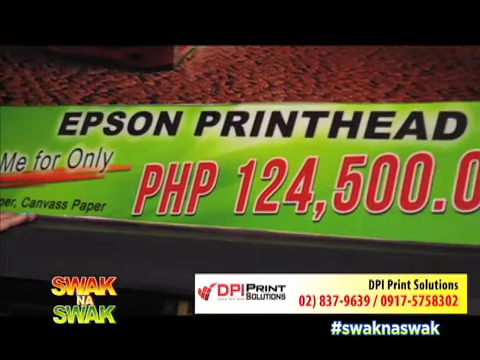 EPSON PRINTHEAD
Me for Only
PHP 124,500.0
per, Canvass Paper
SWAK
NA
SWAK
DPI PRINT
SOLUTIONS
DPI Print Solutions
02) 837-9639 / 0917-5758302
#swaknaswak